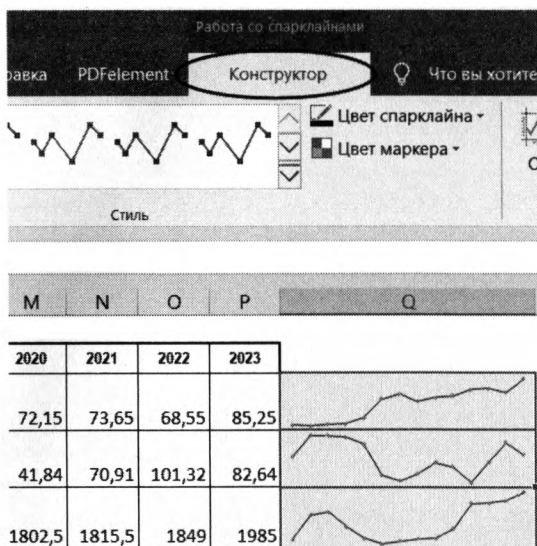 Работа со спарклайнами
равка PDFelement Конструктор Что вы хотите
Цвет спарклайна
Цвет маркера
Стиль
M N O P Q
2020 2021 2022 2023
72,15 73,65 68,55 85,25
41,84 70,91 101,32 82,64
1802,5 1815,5 1849 1985